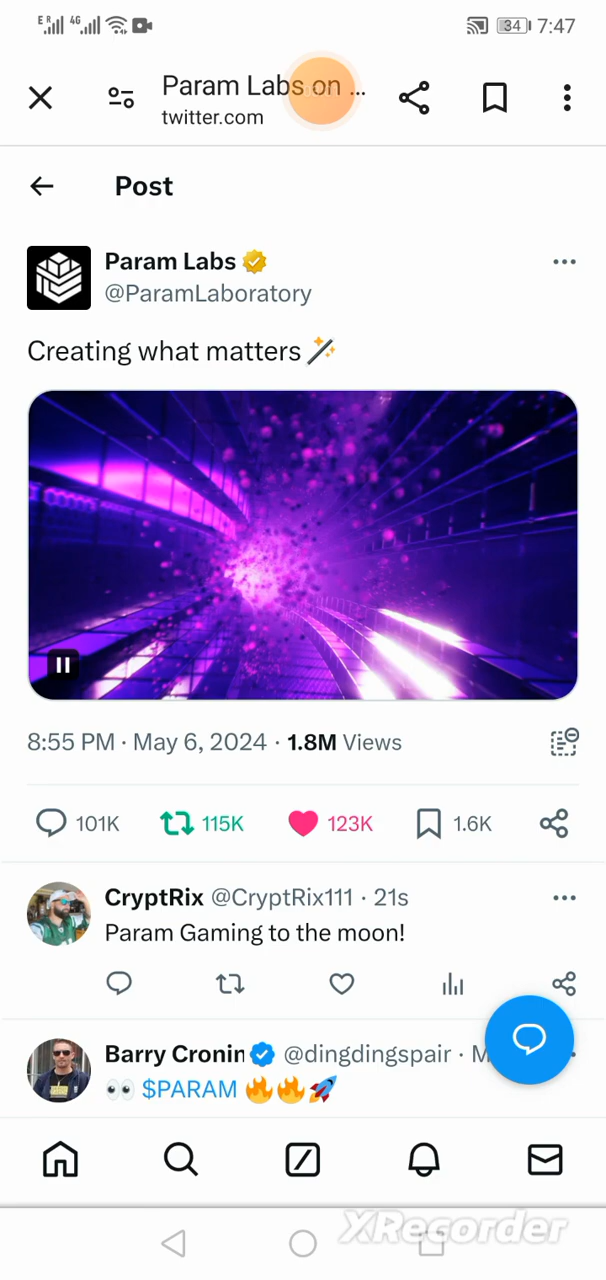 E R 4G 34 7:47
Param Labs on ...
twitter.com
Post
Param Labs
@ParamLaboratory
Creating what matters
8:55 PM · May 6, 2024 · 1.8M Views
101K 115K 123K 1.6K
CryptRix @CryptRix111 · 21s
Param Gaming to the moon!
Barry Cronin @dingdingspair · M
👀 $PARAM 🔥🔥🚀
XRecorder